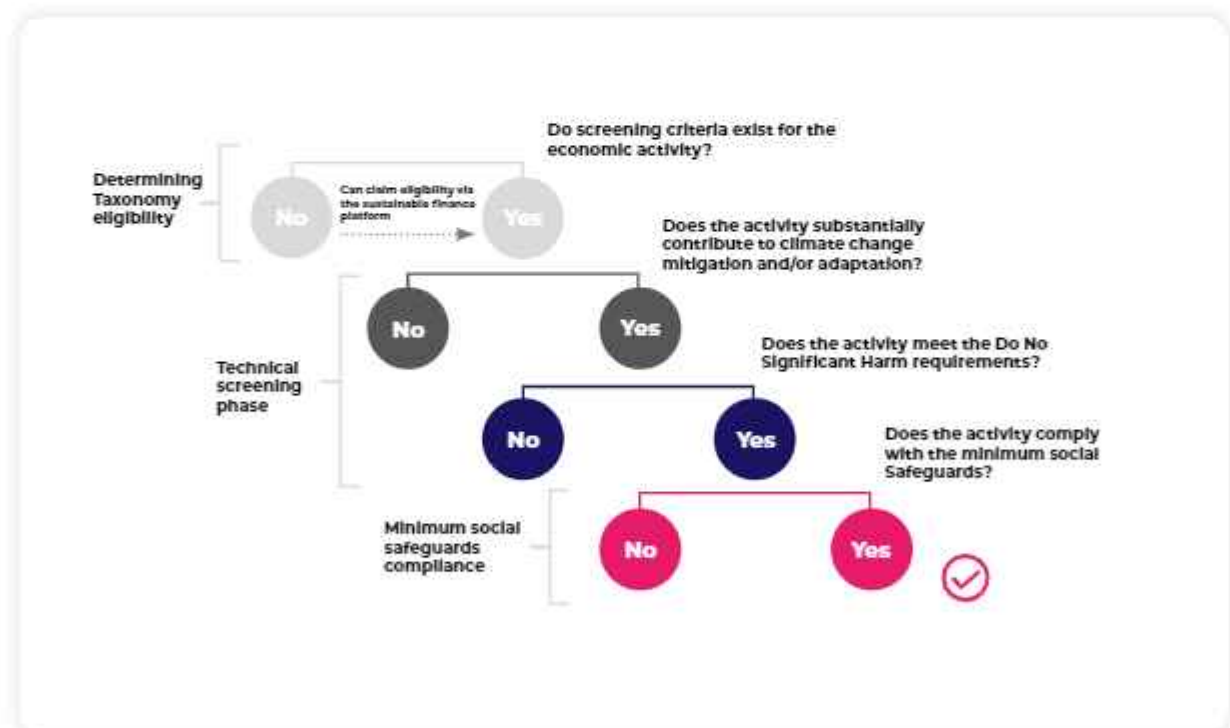 Do screening criteria exist for the
economic activity?
Determining
Taxonomy
eligibility
No
Can claim eligibility via
the sustainable finance
platform
Yes
Does the activity substantially
contribute to climate change
mitigation and/or adaptation?
No
Yes
Technical
screening
phase
Does the activity meet the Do No
Significant Harm requirements?
No
Yes
Does the activity comply
with the minimum social
Safeguards?
Minimum social
safeguards
compliance
No
Yes